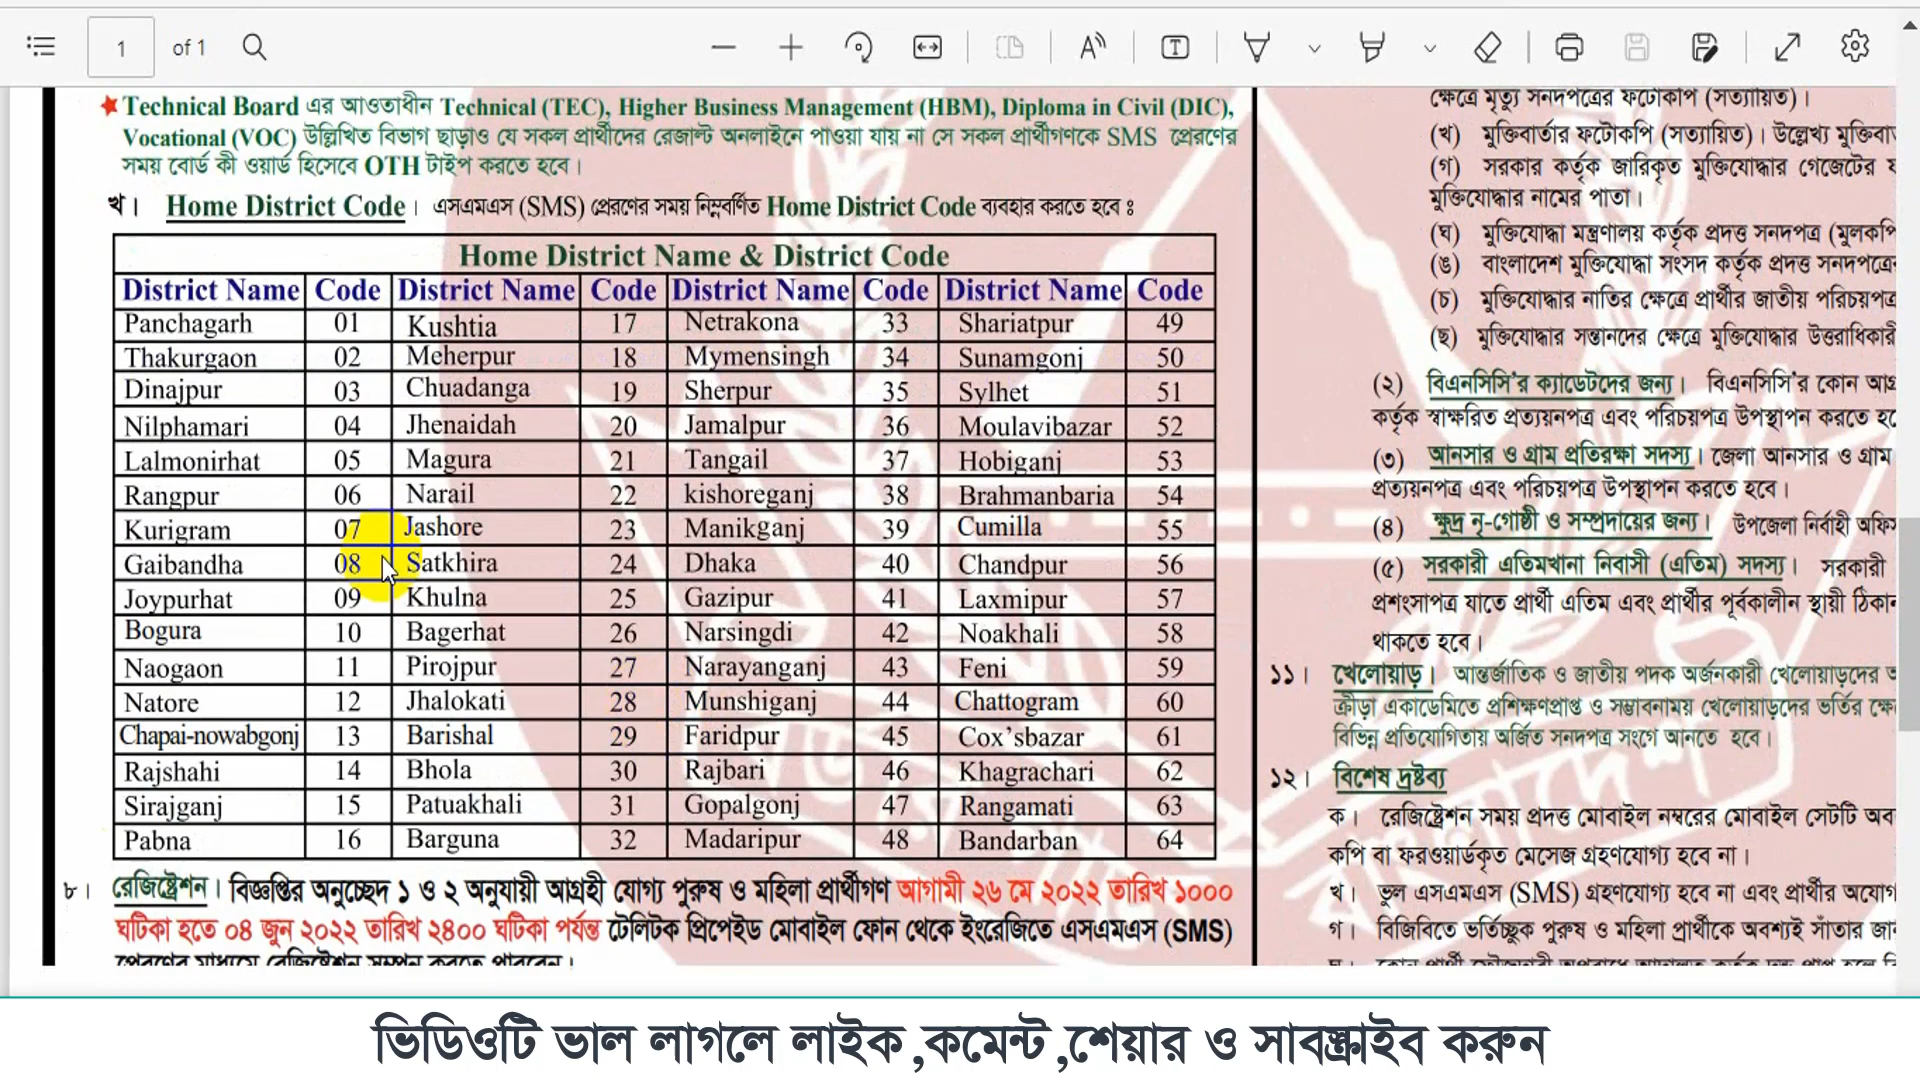 1 of 1
★ Technical Board এর আওতাধীন Technical (TEC), Higher Business Management (HBM), Diploma in Civil (DIC),
Vocational (VOC) উল্লিখিত বিভাগ ছাড়াও যে সকল প্রার্থীদের রেজাল্ট অনলাইনে পাওয়া যায় না সে সকল প্রার্থীগণকে SMS প্রেরণের
সময় বোর্ড কী ওয়ার্ড হিসেবে OTH টাইপ করতে হবে।
খ। Home District Code। এসএমএস (SMS) প্রেরণের সময় নিম্নবর্ণিত Home District Code ব্যবহার করতে হবে ঃ
Home District Name & District Code
District Name Code District Name Code District Name Code District Name Code
Panchagarh 01 Kushtia 17 Netrakona 33 Shariatpur 49
Thakurgaon 02 Meherpur 18 Mymensingh 34 Sunamgonj 50
Dinajpur 03 Chuadanga 19 Sherpur 35 Sylhet 51
Nilphamari 04 Jhenaidah 20 Jamalpur 36 Moulavibazar 52
Lalmonirhat 05 Magura 21 Tangail 37 Hobiganj 53
Rangpur 06 Narail 22 kishoreganj 38 Brahmanbaria 54
Kurigram 07 Jashore 23 Manikganj 39 Cumilla 55
Gaibandha 08 Satkhira 24 Dhaka 40 Chandpur 56
Joypurhat 09 Khulna 25 Gazipur 41 Laxmipur 57
Bogura 10 Bagerhat 26 Narsingdi 42 Noakhali 58
Naogaon 11 Pirojpur 27 Narayanganj 43 Feni 59
Natore 12 Jhalokati 28 Munshiganj 44 Chattogram 60
Chapai-nowabgonj 13 Barishal 29 Faridpur 45 Cox’sbazar 61
Rajshahi 14 Bhola 30 Rajbari 46 Khagrachari 62
Sirajganj 15 Patuakhali 31 Gopalgonj 47 Rangamati 63
Pabna 16 Barguna 32 Madaripur 48 Bandarban 64
৮। রেজিষ্ট্রেশন। বিজ্ঞপ্তির অনুচ্ছেদ ১ ও ২ অনুযায়ী আগ্রহী যোগ্য পুরুষ ও মহিলা প্রার্থীগণ আগামী ২৬ মে ২০২২ তারিখ ১০০০
ঘটিকা হতে ০৪ জুন ২০২২ তারিখ ২৪০০ ঘটিকা পর্যন্ত টেলিটক প্রিপেইড মোবাইল ফোন থেকে ইংরেজিতে এসএমএস (SMS)
প্রেরণের মাধ্যমে রেজিষ্ট্রেশন সম্পন্ন করতে পারবেন।
ক্ষেত্রে মৃত্যু সনদপত্রের ফটোকপি (সত্যায়িত)।
(খ) মুক্তিবার্তার ফটোকপি (সত্যায়িত)। উল্লেখ্য
(গ) সরকার কর্তৃক জারিকৃত মুক্তিযোদ্ধার গেজেটের
মুক্তিযোদ্ধার নামের পাতা।
(ঘ) মুক্তিযোদ্ধা মন্ত্রণালয় কর্তৃক প্রদত্ত সনদপত্র
(ঙ) বাংলাদেশ মুক্তিযোদ্ধা সংসদ কর্তৃক প্রদত্ত
(চ) মুক্তিযোদ্ধার নাতির ক্ষেত্রে প্রার্থীর জাতীয়
(ছ) মুক্তিযোদ্ধার সন্তানদের ক্ষেত্রে মুক্তিযোদ্ধার
(২) বিএনসিসি’র ক্যাডেটদের জন্য। বিএনসিসি’র কোন
কর্তৃক স্বাক্ষরিত প্রত্যয়নপত্র এবং পরিচয়পত্র উপস্থাপন করতে
(৩) আনসার ও গ্রাম প্রতিরক্ষা সদস্য। জেলা আনসার ও গ্রাম
প্রত্যয়নপত্র এবং পরিচয়পত্র উপস্থাপন করতে হবে।
(৪) ক্ষুদ্র নৃ-গোষ্ঠী ও সম্প্রদায়ের জন্য। উপজেলা নির্বাহী
(৫) সরকারী এতিমখানা নিবাসী (এতিম) সদস্য। সরকারী
প্রশংসাপত্র যাতে প্রার্থী এতিম এবং প্রার্থীর পূর্বকালীন স্থায়ী
থাকতে হবে।
১১। খেলোয়াড়। আন্তর্জাতিক ও জাতীয় পদক অর্জনকারী খেলোয়াড়দের
ক্রীড়া একাডেমিতে প্রশিক্ষণপ্রাপ্ত ও সম্ভাবনাময় খেলোয়াড়দের ভর্তির
বিভিন্ন প্রতিযোগিতায় অর্জিত সনদপত্র সংগে আনতে হবে।
১২। বিশেষ দ্রষ্টব্য
ক। রেজিষ্ট্রেশন সময় প্রদত্ত মোবাইল নম্বরের মোবাইল সেটটি
কপি বা ফরওয়ার্ডকৃত মেসেজ গ্রহণযোগ্য হবে না।
খ। ভুল এসএমএস (SMS) গ্রহণযোগ্য হবে না এবং প্রার্থীর
গ। বিজিবিতে ভর্তিচ্ছুক পুরুষ ও মহিলা প্রার্থীকে অবশ্যই সাঁতার
ভিডিওটি ভাল লাগলে লাইক,কমেন্ট,শেয়ার ও সাবস্ক্রাইব করুন